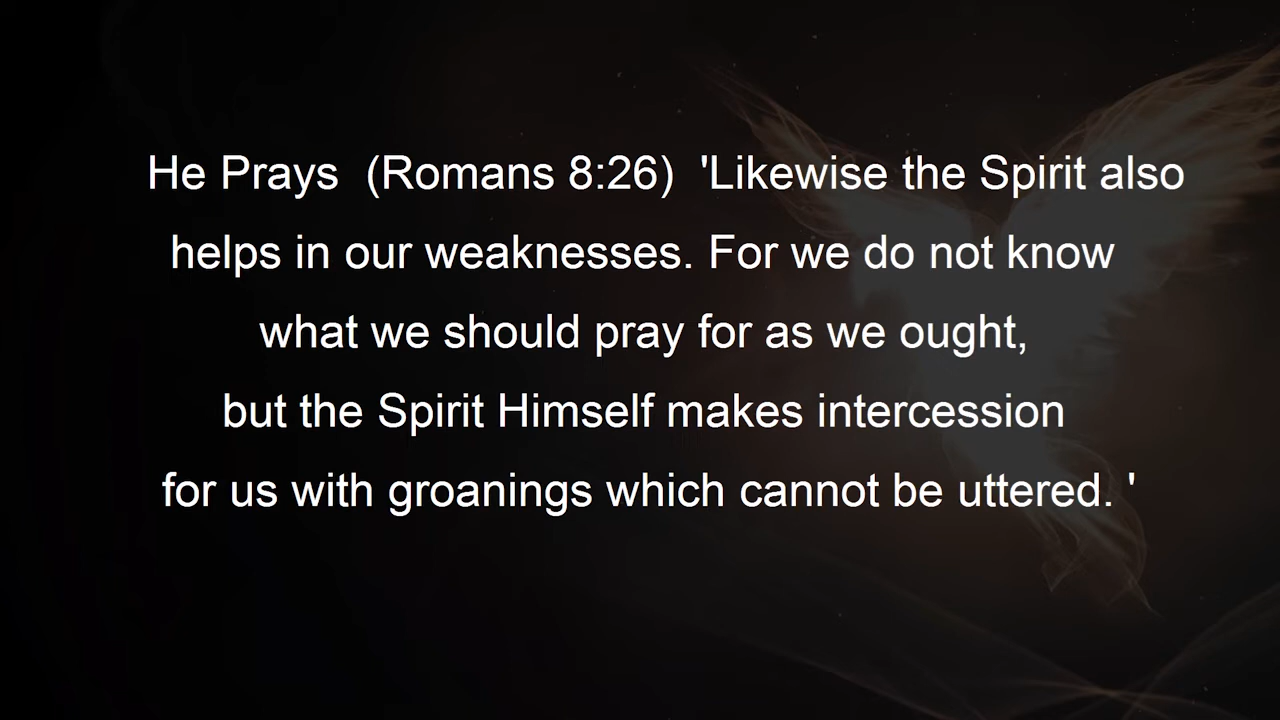 He Prays  (Romans 8:26)  'Likewise the Spirit also
helps in our weaknesses. For we do not know
what we should pray for as we ought,
but the Spirit Himself makes intercession
for us with groanings which cannot be uttered. '